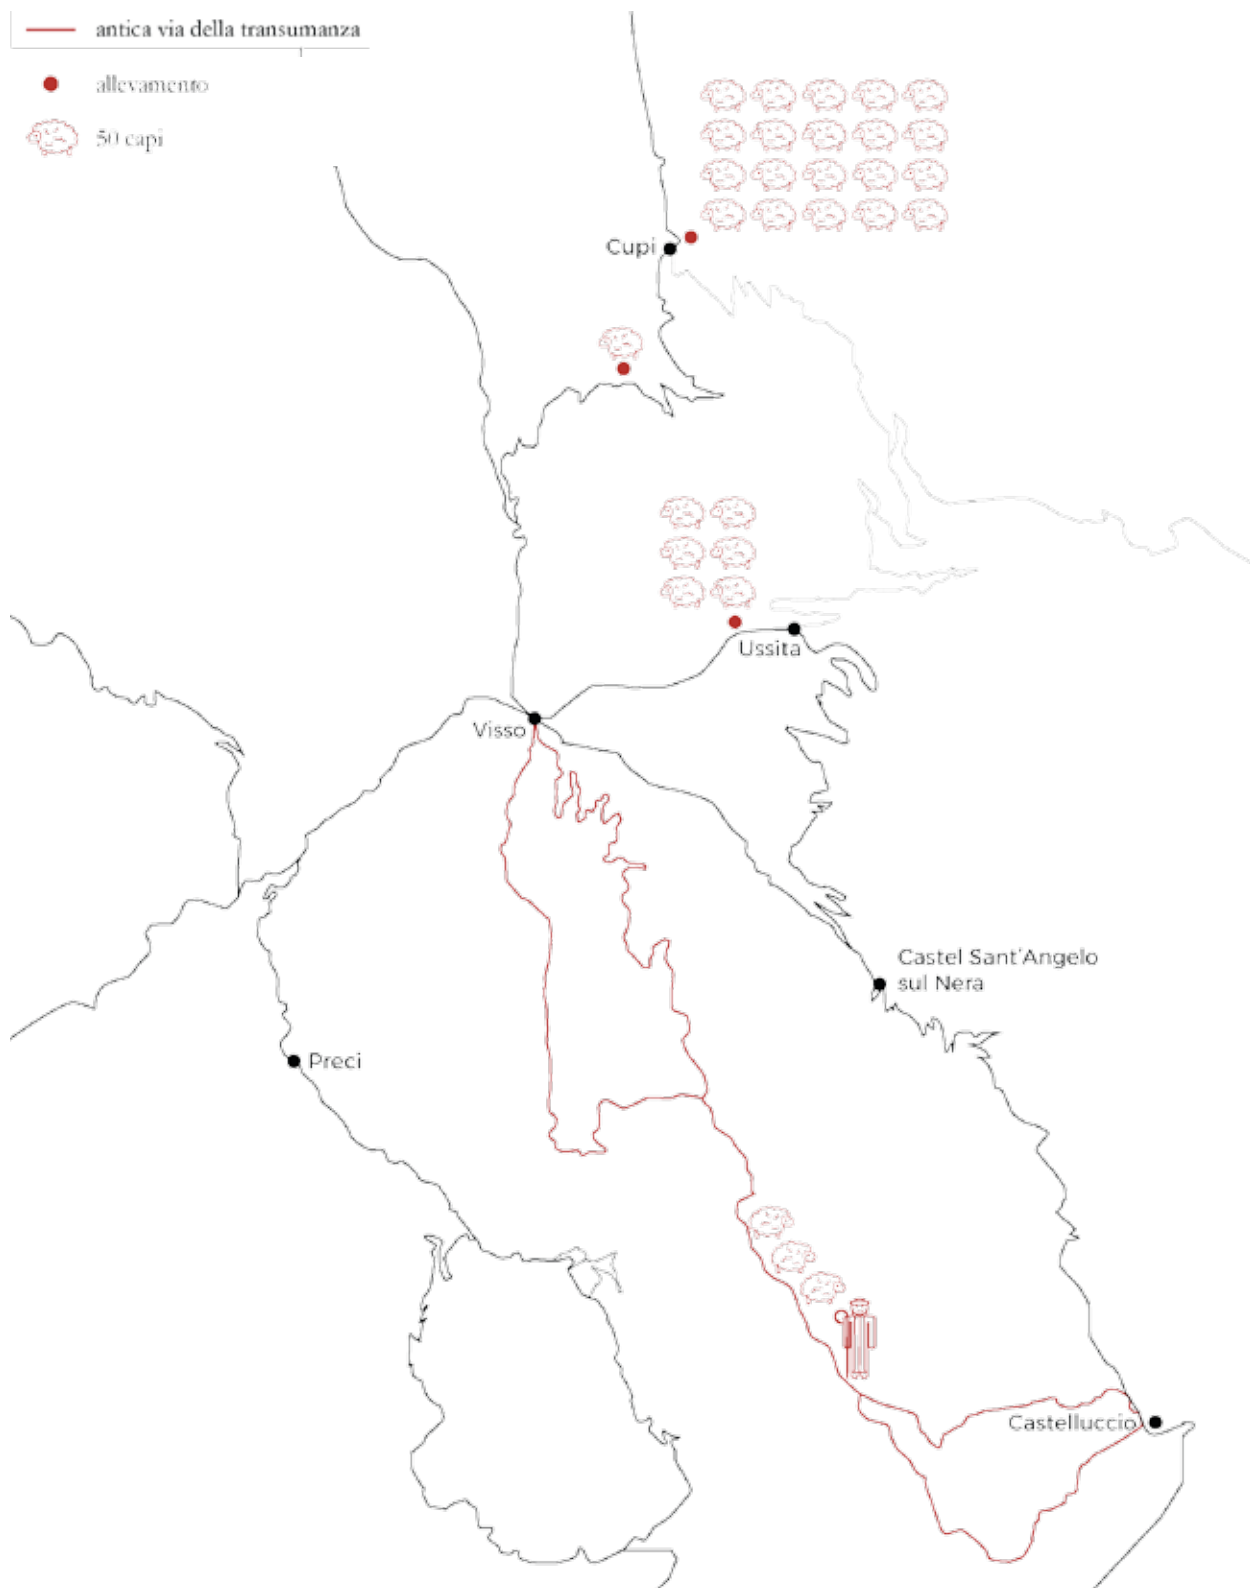 antica via della transumanza
allevamento
50 capi
Cupi
Ussita
Visso
Castel Sant'Angelo
sul Nera
Preci
Castelluccio